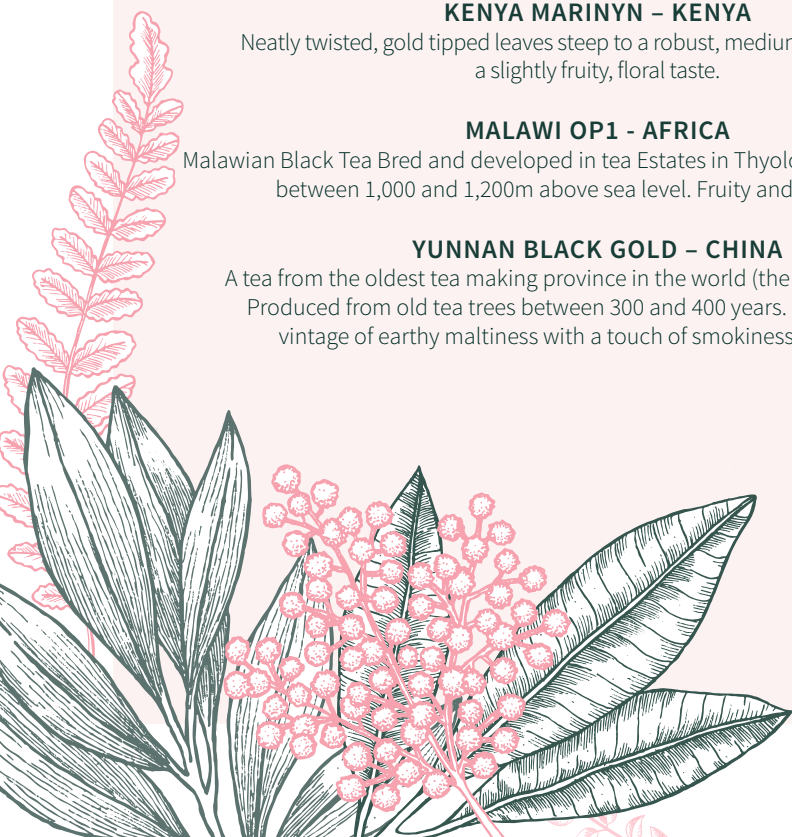 KENYA MARINYN – KENYA
Neatly twisted, gold tipped leaves steep to a robust,
a slightly fruity, floral taste.
MALAWI OP1 - AFRICA
Malawian Black Tea Bred and developed in tea Estates in
between 1,000 and 1,200m above sea level. Fruity and
YUNNAN BLACK GOLD – CHINA
A tea from the oldest tea making province in the world (the
Produced from old tea trees between 300 and 400 years.
vintage of earthy maltiness with a touch of smokiness